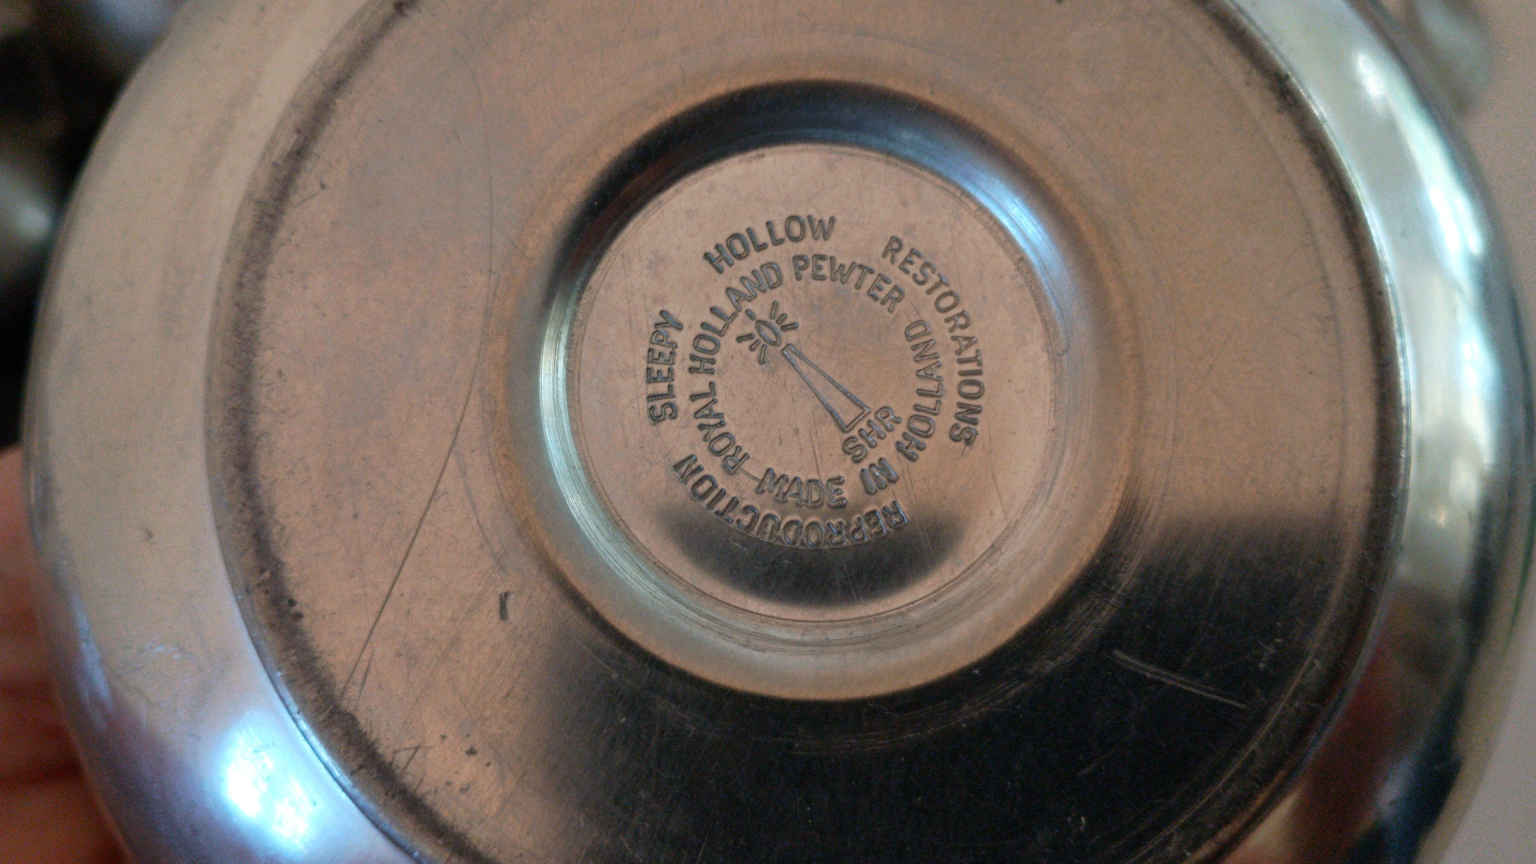 SLEEPY HOLLOW RESTORATIONS
REPRODUCTION
ROYAL HOLLAND PEWTER
MADE IN HOLLAND
SHR